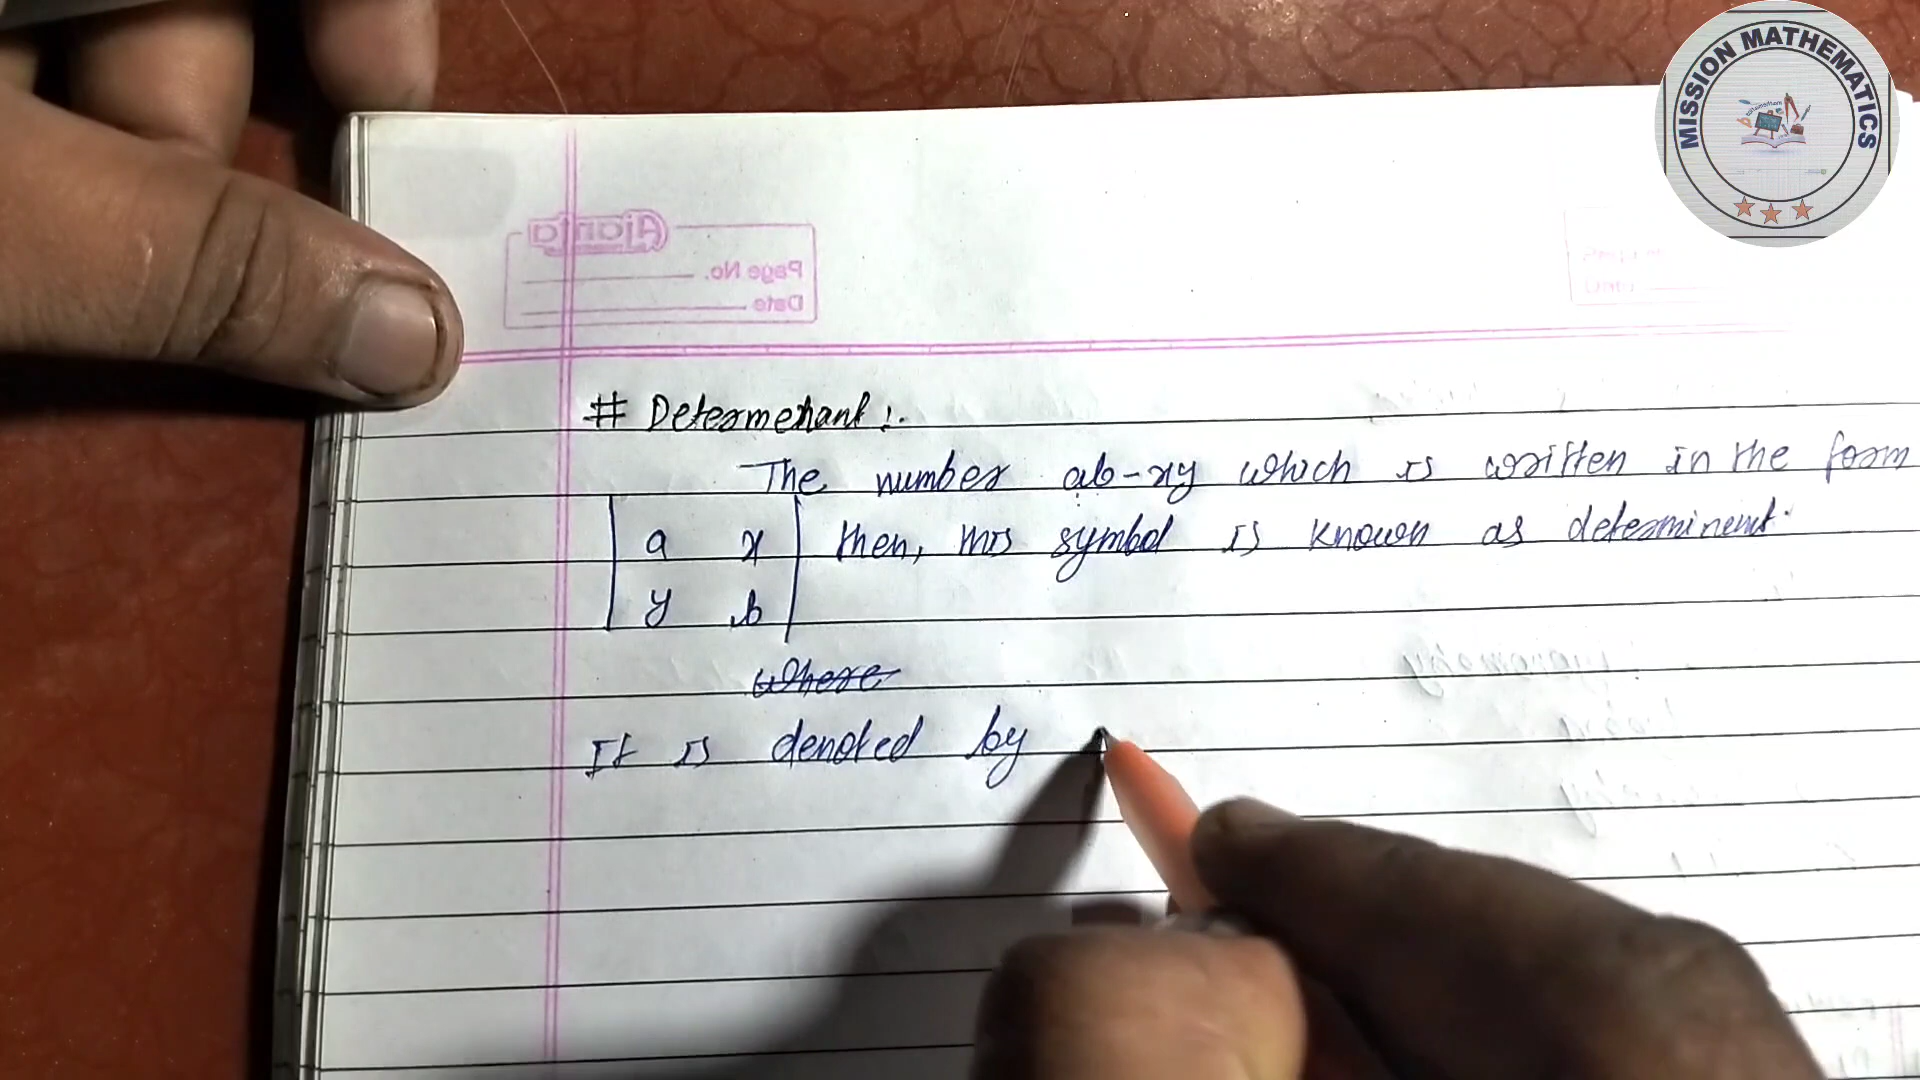 MISSION MATHEMATICS
Ajanta
Page No.
Date
# Determenant :.
The number ab-xy which is written in the form
| a x | then, this symbol is known as determinent.
| y b |
where
It is denoted by